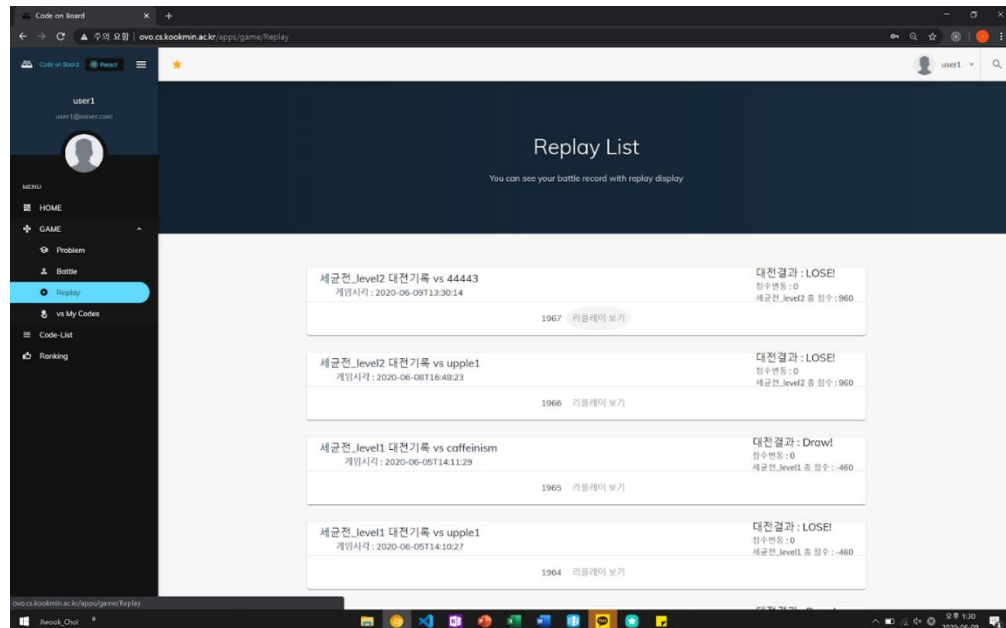 Code on Board
주의 요함 | ovo.cs.kookmin.ac.kr/apps/game/Replay
Code on Board React
user1
user1
user1@naver.com
MENU
HOME
GAME
Problem
Battle
Replay
vs My Codes
Code-List
Ranking
Replay List
You can see your battle record with replay display
세균전_level2 대전기록 vs 44443
게임시각 : 2020-06-09T13:30:14
대전결과 : LOSE!
점수변동 : 0
세균전_level2 총 점수 : 960
1967 리플레이 보기
세균전_level2 대전기록 vs upple1
게임시각 : 2020-06-08T16:48:23
대전결과 : LOSE!
점수변동 : 0
세균전_level2 총 점수 : 960
1966 리플레이 보기
세균전_level1 대전기록 vs caffeinism
게임시각 : 2020-06-05T14:11:29
대전결과 : Draw!
점수변동 : 0
세균전_level1 총 점수 : -460
1965 리플레이 보기
세균전_level1 대전기록 vs upple1
게임시각 : 2020-06-05T14:10:27
대전결과 : LOSE!
점수변동 : 0
세균전_level1 총 점수 : -460
1964 리플레이 보기
ovo.cs.kookmin.ac.kr/apps/game/Replay
Jiwook_Choi
오후 1:30
2020-06-09